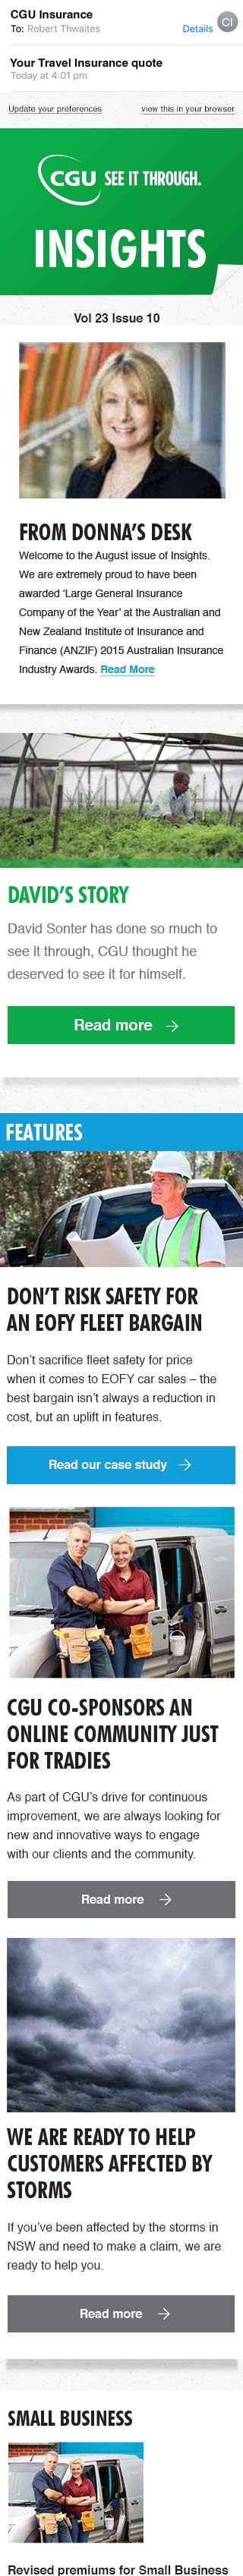 CGU Insurance
To: Robert Thwaites
Details
CI
Your Travel Insurance quote
Today at 4:01 pm
Update your preferences
view this in your browser
CGU SEE IT THROUGH.
INSIGHTS
Vol 23 Issue 10
FROM DONNA'S DESK
Welcome to the August issue of Insights.
We are extremely proud to have been
awarded 'Large General Insurance
Company of the Year' at the Australian and
New Zealand Institute of Insurance and
Finance (ANZIF) 2015 Australian Insurance
Industry Awards. Read More
DAVID'S STORY
David Sonter has done so much to
see it through, CGU thought he
deserved to see it for himself.
Read more →
FEATURES
DON'T RISK SAFETY FOR
AN EOFY FLEET BARGAIN
Don't sacrifice fleet safety for price
when it comes to EOFY car sales – the
best bargain isn't always a reduction in
cost, but an uplift in features.
Read our case study →
CGU CO-SPONSORS AN
ONLINE COMMUNITY JUST
FOR TRADIES
As part of CGU's drive for continuous
improvement, we are always looking for
new and innovative ways to engage
with our clients and the community.
Read more →
WE ARE READY TO HELP
CUSTOMERS AFFECTED BY
STORMS
If you've been affected by the storms in
NSW and need to make a claim, we are
ready to help you.
Read more →
SMALL BUSINESS
Revised premiums for Small Business